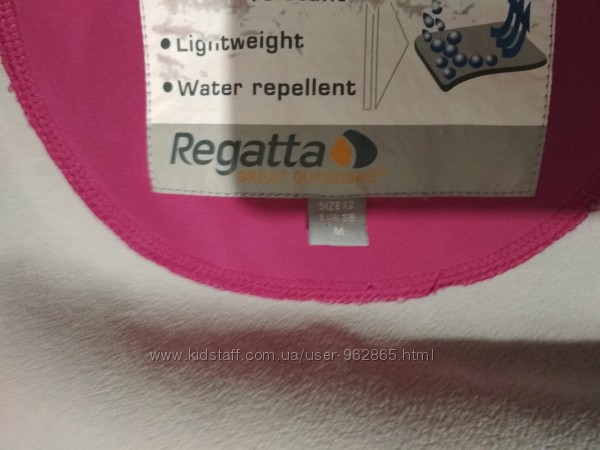 • Lightweight
• Water repellent
Regatta
GREAT OUTDOORS
SIZE 12
EUR 38
M
www.kidstaff.com.ua/user-962865.html